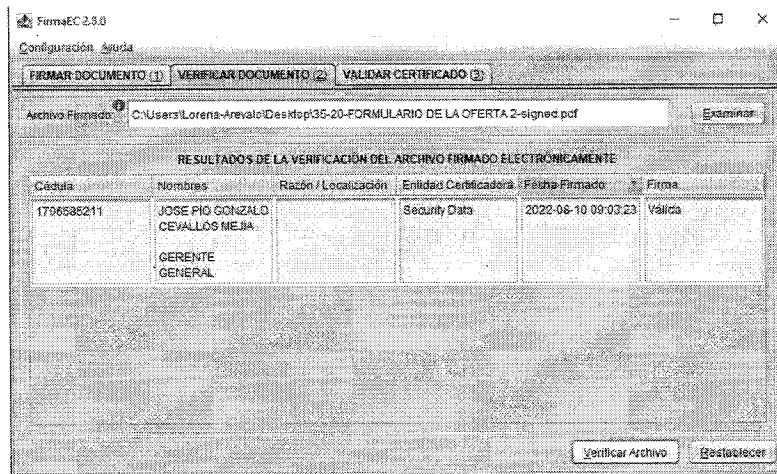 FirmaEC 2.8.0
Configuración Ayuda
FIRMAR DOCUMENTO (1) VERIFICAR DOCUMENTO (2) VALIDAR CERTIFICADO (3)
Archivo Firmado C:\Users\Lorena-Arevalo\Desktop\35-20-FORMULARIO DE LA OFERTA 2-signed.pdf Examinar
RESULTADOS DE LA VERIFICACIÓN DEL ARCHIVO FIRMADO ELECTRÓNICAMENTE
Cédula Nombres Razón / Localización Entidad Certificadora Fecha Firmado Firma
1796585211 JOSE PIO GONZALO Security Data 2022-08-10 09:03:23 Válida
CEVALLOS MEJIA
GERENTE
GENERAL
Verificar Archivo Restablecer